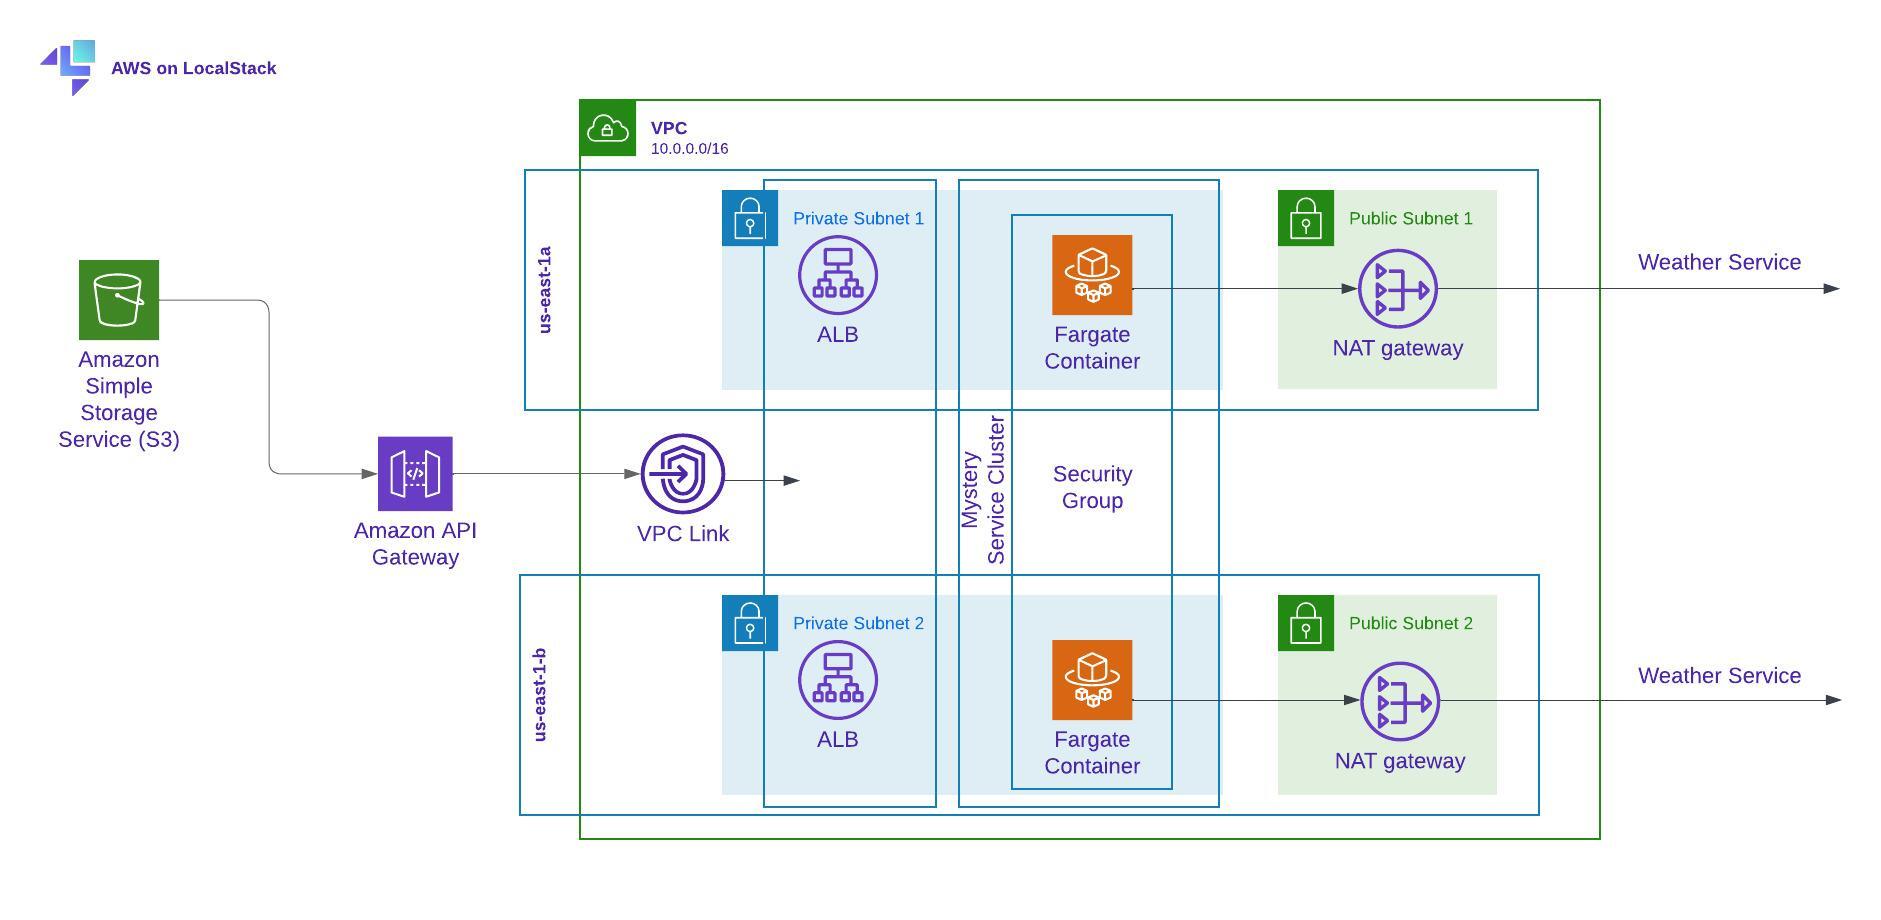 AWS on LocalStack
VPC
10.0.0.0/16
us-east-1a
Private Subnet 1
ALB
Fargate
Container
Public Subnet 1
NAT gateway
Weather Service
Amazon
Simple
Storage
Service (S3)
Amazon API
Gateway
VPC Link
Mystery
Service Cluster
Security
Group
us-east-1-b
Private Subnet 2
ALB
Fargate
Container
Public Subnet 2
NAT gateway
Weather Service